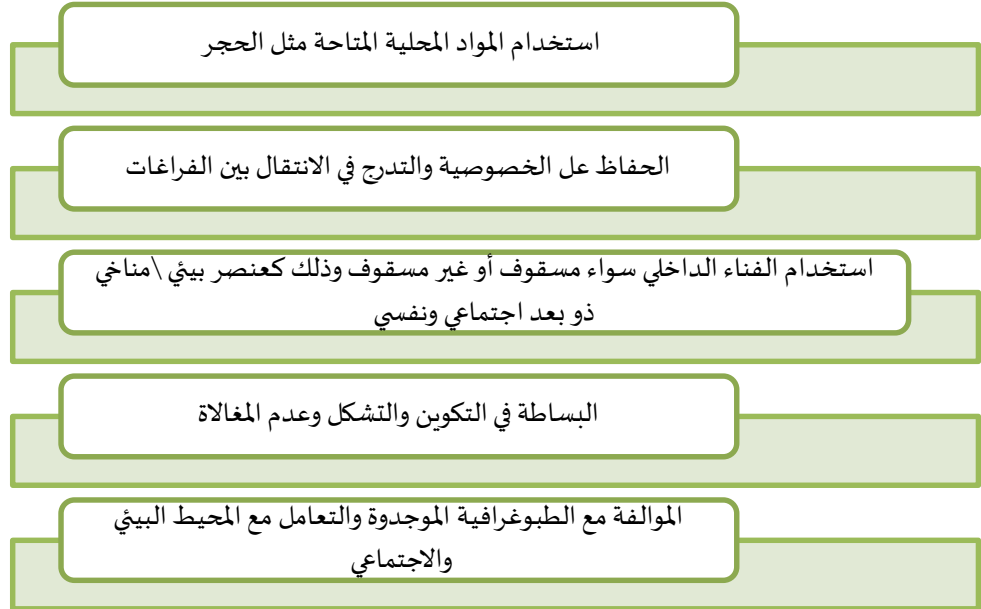 استخدام المواد المحلية المتاحة مثل الحجر
الحفاظ عل الخصوصية والتدرج في الانتقال بين الفراغات
استخدام الفناء الداخلي سواء مسقوف أو غير مسقوف وذلك كعنصر بيئي \مناخي
ذو بعد اجتماعي ونفسي
البساطة في التكوين والتشكل وعدم المغالاة
الموالفة مع الطبوغرافية الموجدوة والتعامل مع المحيط البيئي
والاجتماعي